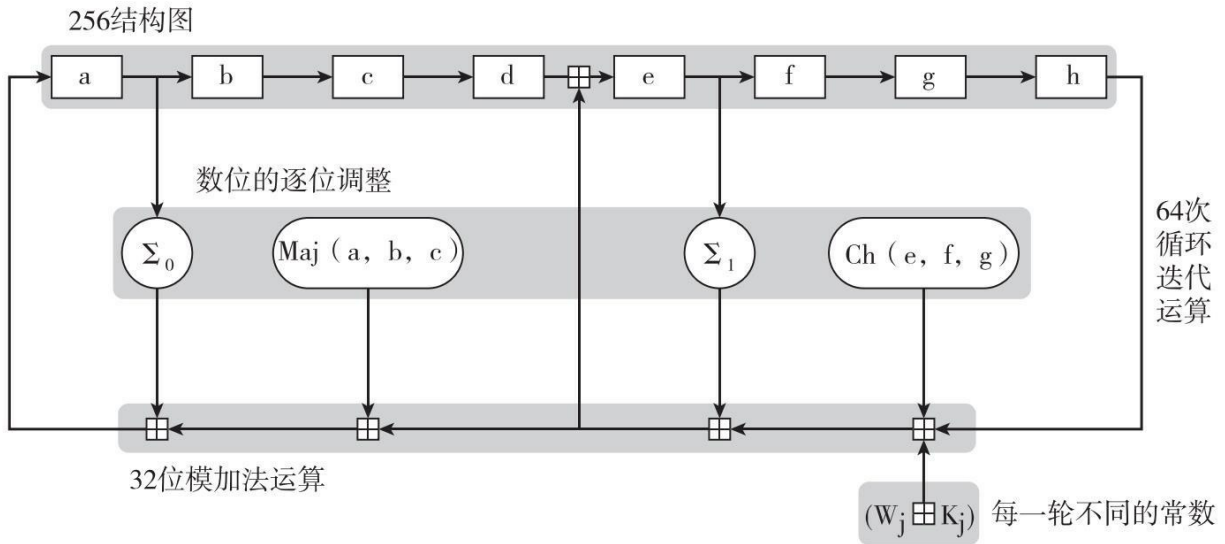 256结构图
a b c d e f g h
数位的逐位调整
Σ₀ Maj（a，b，c） Σ₁ Ch（e，f，g）
64次
循环
迭代
运算
32位模加法运算
(Wⱼ⊞Kⱼ) 每一轮不同的常数